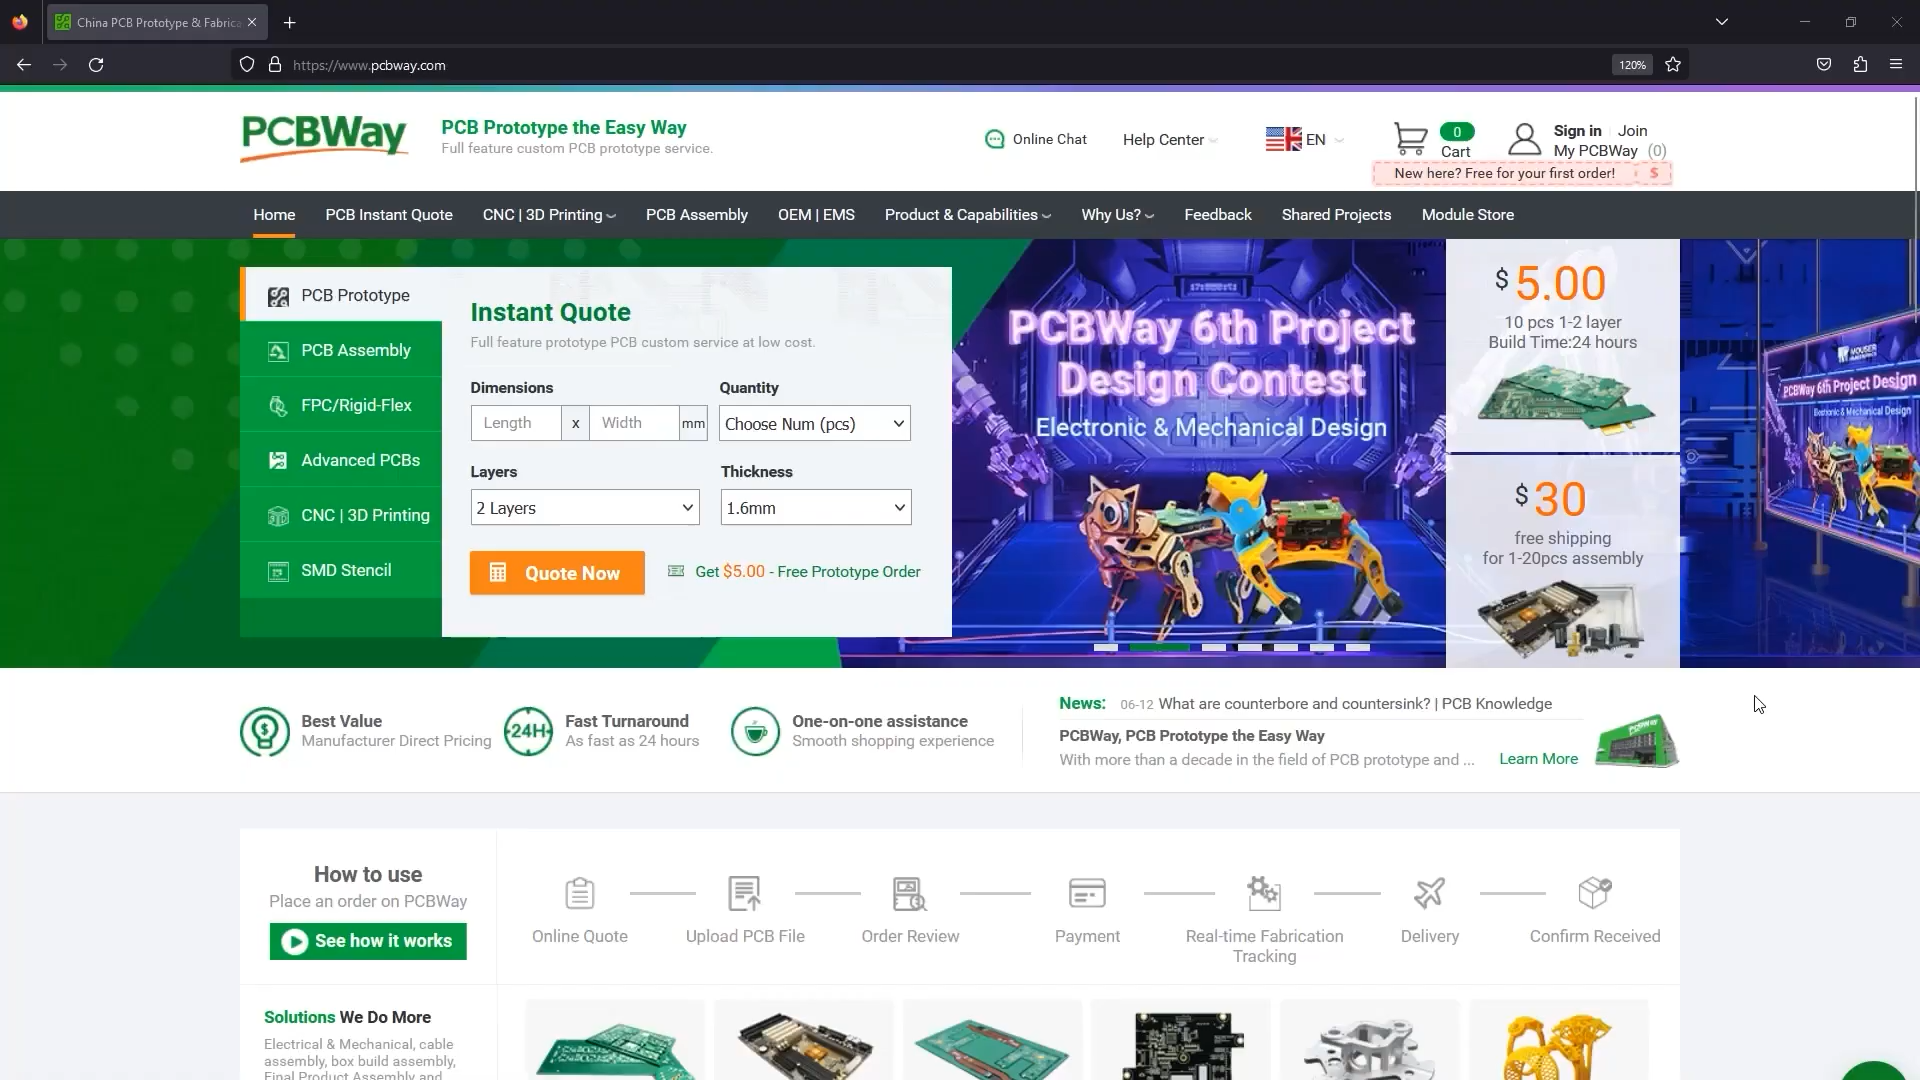 China PCB Prototype & Fabrica
https://www.pcbway.com
120%
PCBWay
PCB Prototype the Easy Way
Full feature custom PCB prototype service.
Online Chat
Help Center
EN
0
Cart
Sign in
Join
My PCBWay (0)
New here? Free for your first order!
$
Home
PCB Instant Quote
CNC | 3D Printing
PCB Assembly
OEM | EMS
Product & Capabilities
Why Us?
Feedback
Shared Projects
Module Store
PCB Prototype
PCB Assembly
FPC/Rigid-Flex
Advanced PCBs
CNC | 3D Printing
SMD Stencil
Instant Quote
Full feature prototype PCB custom service at low cost.
Dimensions
Quantity
Length
x
Width
mm
Choose Num (pcs)
Layers
Thickness
2 Layers
1.6mm
Quote Now
Get $5.00 - Free Prototype Order
PCBWay 6th Project
Design Contest
Electronic & Mechanical Design
$ 5.00
10 pcs 1-2 layer
Build Time:24 hours
$ 30
free shipping
for 1-20pcs assembly
MOUSER
PCBWay 6th Project Design
Electronic & Mechanical Design
Best Value
Manufacturer Direct Pricing
24H
Fast Turnaround
As fast as 24 hours
One-on-one assistance
Smooth shopping experience
News: 06-12 What are counterbore and countersink? | PCB Knowledge
PCBWay, PCB Prototype the Easy Way
With more than a decade in the field of PCB prototype and ...
Learn More
How to use
Place an order on PCBWay
See how it works
Online Quote
Upload PCB File
Order Review
Payment
Real-time Fabrication
Tracking
Delivery
Confirm Received
Solutions We Do More
Electrical & Mechanical, cable
assembly, box build assembly,
Final Product Assembly and